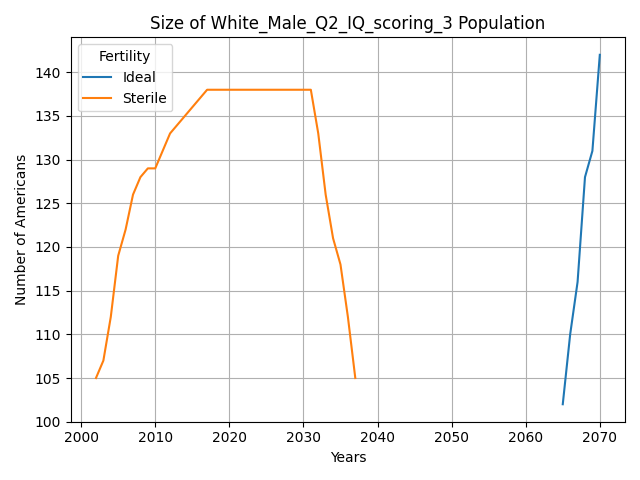 Size of White_Male_Q2_IQ_scoring_3 Population
Fertility
Ideal
Sterile
Number of Americans
140
135
130
125
120
115
110
105
100
2000 2010 2020 2030 2040 2050 2060 2070
Years